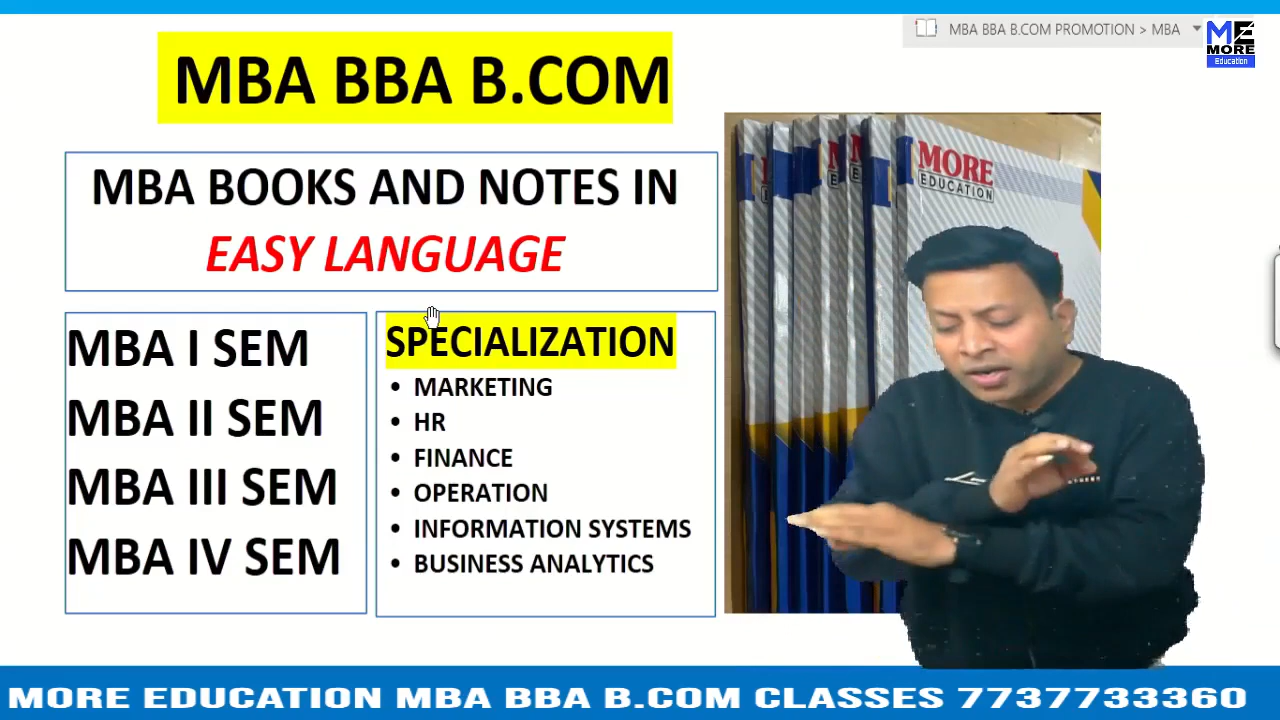 MBA BBA B.COM PROMOTION > MBA
ME
MORE
Education
MBA BBA B.COM
MBA BOOKS AND NOTES IN
EASY LANGUAGE
MBA I SEM
MBA II SEM
MBA III SEM
MBA IV SEM
SPECIALIZATION
• MARKETING
• HR
• FINANCE
• OPERATION
• INFORMATION SYSTEMS
• BUSINESS ANALYTICS
MORE
EDUCATION
MORE EDUCATION MBA BBA B.COM CLASSES 7737733360